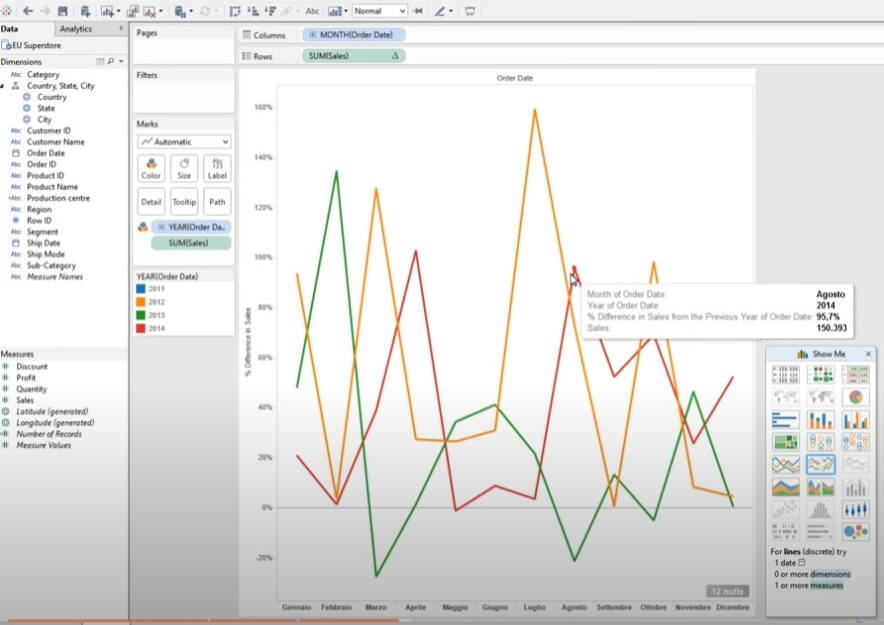 Abc
Normal
Data
Analytics
EU Superstore
Dimensions
Abc Category
Country, State, City
Country
State
City
Abc Customer ID
Abc Customer Name
Order Date
Abc Order ID
Abc Product ID
Abc Product Name
Abc Production centre
Abc Region
# Row ID
Abc Segment
Ship Date
Abc Ship Mode
Abc Sub-Category
Abc Measure Names
Measures
# Discount
# Profit
# Quantity
# Sales
Latitude (generated)
Longitude (generated)
Number of Records
# Measure Values
Pages
Filters
Marks
Automatic
Color
Size
Abc
123
Label
Detail
Tooltip
Path
YEAR(Order Da..
SUM(Sales)
YEAR(Order Date)
2011
2012
2013
2014
Columns
MONTH(Order Date)
Rows
SUM(Sales) Δ
Order Date
% Difference in Sales
160%
140%
120%
100%
80%
60%
40%
20%
0%
-20%
Gennaio Febbraio Marzo Aprile Maggio Giugno Luglio Agosto Settembre Ottobre Novembre Dicembre
12 nulls
Month of Order Date: Agosto
Year of Order Date: 2014
% Difference in Sales from the Previous Year of Order Date: 95,7%
Sales: 150.393
Show Me
For lines (discrete) try
1 date
0 or more dimensions
1 or more measures